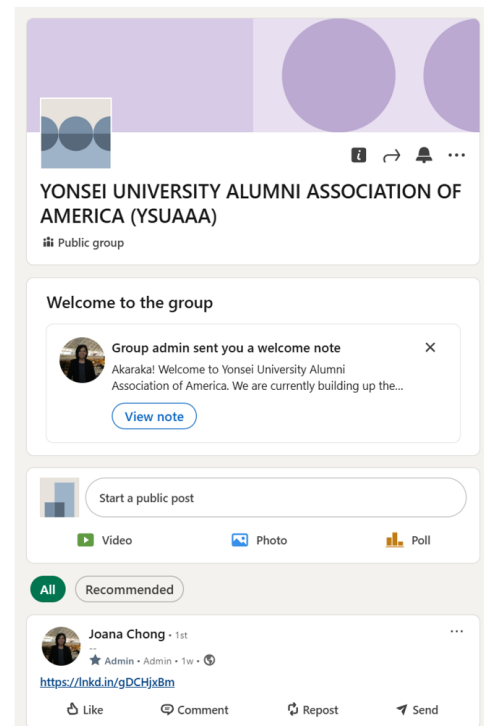 YONSEI UNIVERSITY ALUMNI ASSOCIATION OF
AMERICA (YSUAAA)
Public group
Welcome to the group
Group admin sent you a welcome note
Akaraka! Welcome to Yonsei University Alumni
Association of America. We are currently building up the...
View note
Start a public post
Video Photo Poll
All Recommended
Joana Chong • 1st
--
Admin • Admin • 1w •
https://lnkd.in/gDCHjxBm
Like Comment Repost Send